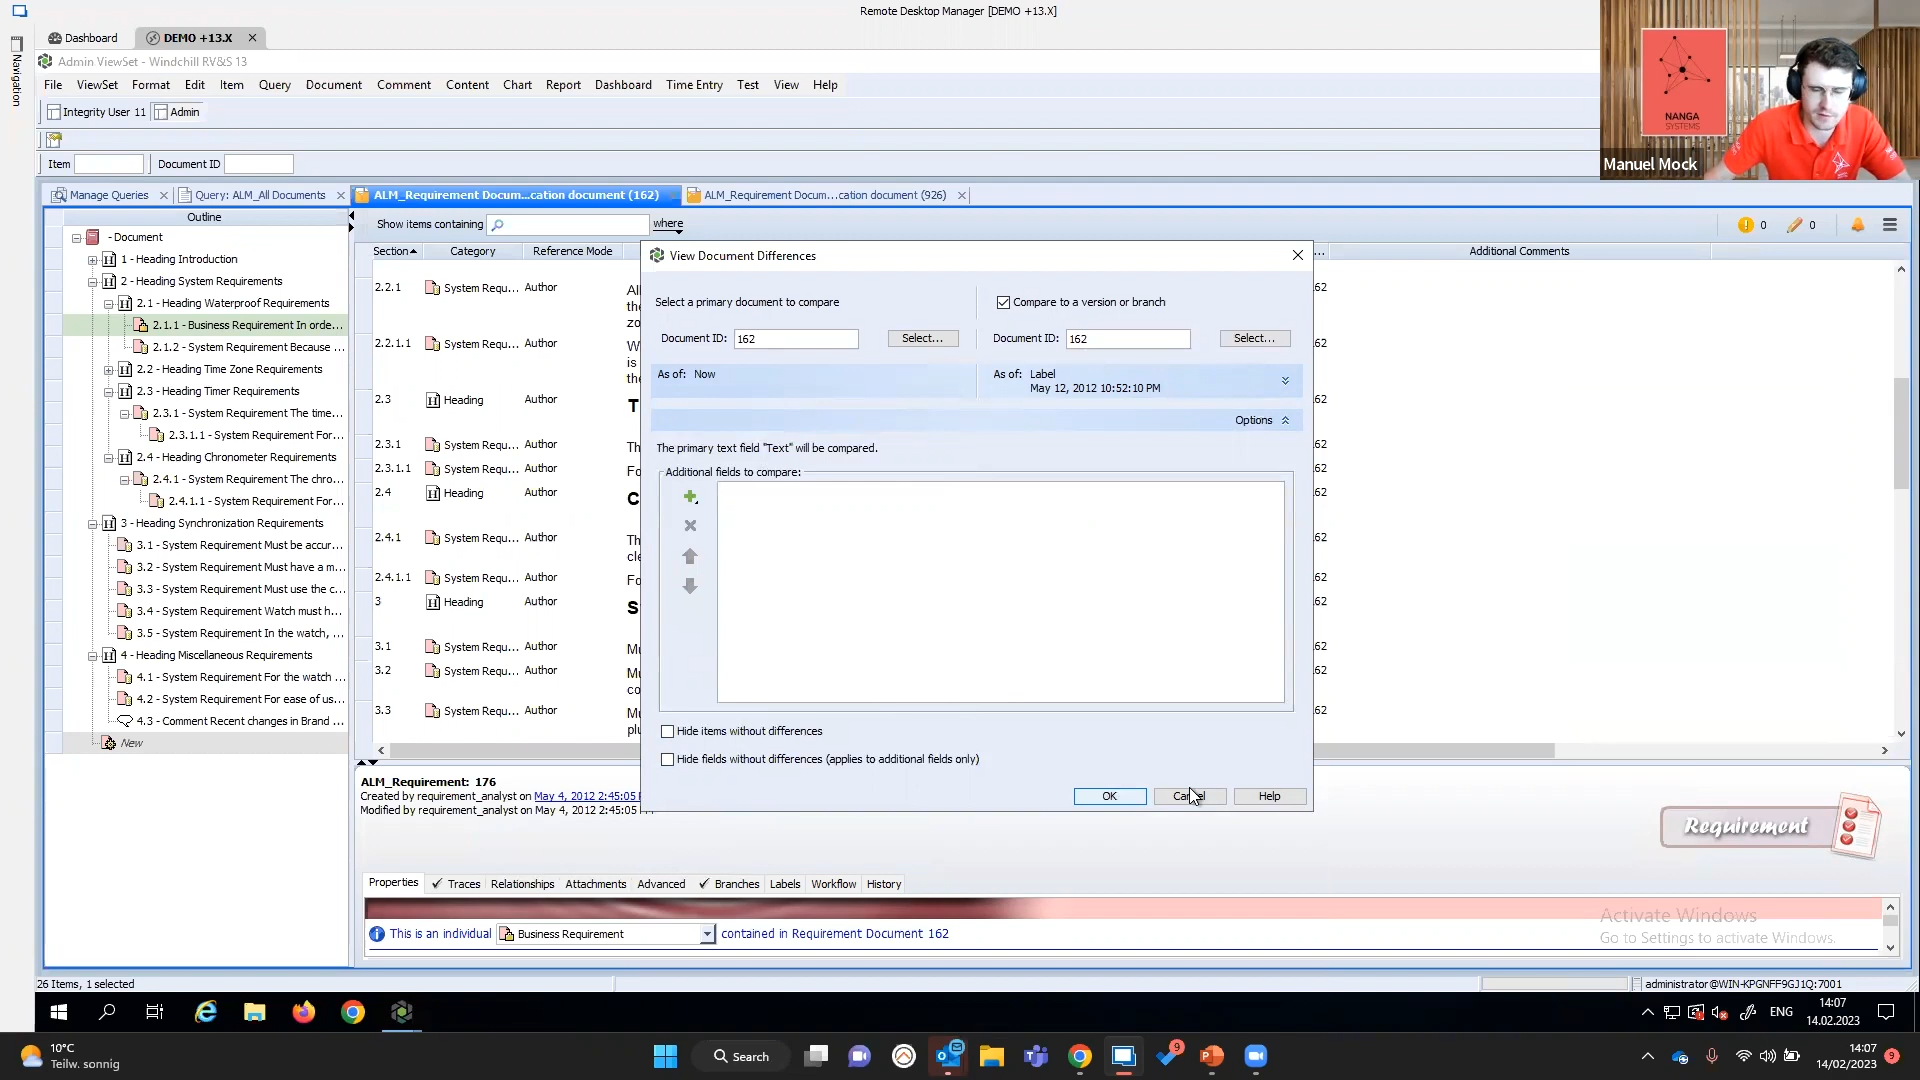 Remote Desktop Manager [DEMO +13.X]
Dashboard
DEMO +13.X
Navigation
Admin ViewSet - Windchill RV&S 13
File ViewSet Format Edit Item Query Document Comment Content Chart Report Dashboard Time Entry Test View Help
Integrity User 11 Admin
Item Document ID
NANGA
SYSTEMS
Manuel Mock
Manage Queries
Query: ALM_All Documents
ALM_Requirement Docum...cation document (162)
ALM_Requirement Docum...cation document (926)
Outline
- Document
1 - Heading Introduction
2 - Heading System Requirements
2.1 - Heading Waterproof Requirements
2.1.1 - Business Requirement In orde...
2.1.2 - System Requirement Because ...
2.2 - Heading Time Zone Requirements
2.3 - Heading Timer Requirements
2.3.1 - System Requirement The time...
2.3.1.1 - System Requirement For...
2.4 - Heading Chronometer Requirements
2.4.1 - System Requirement The chro...
2.4.1.1 - System Requirement For...
3 - Heading Synchronization Requirements
3.1 - System Requirement Must be accur...
3.2 - System Requirement Must have a m...
3.3 - System Requirement Must use the c...
3.4 - System Requirement Watch must h...
3.5 - System Requirement In the watch, ...
4 - Heading Miscellaneous Requirements
4.1 - System Requirement For the watch ...
4.2 - System Requirement For ease of us...
4.3 - Comment Recent changes in Brand ...
New
Show items containing where
0 0
Section Category Reference Mode ... Additional Comments
2.2.1 System Requ... Author
2.2.1.1 System Requ... Author
2.3 Heading Author
2.3.1 System Requ... Author
2.3.1.1 System Requ... Author
2.4 Heading Author
2.4.1 System Requ... Author
2.4.1.1 System Requ... Author
3 Heading Author
3.1 System Requ... Author
3.2 System Requ... Author
3.3 System Requ... Author
View Document Differences
Select a primary document to compare
Compare to a version or branch
Document ID: 162 Select...
Document ID: 162 Select...
As of: Now
As of: Label
May 12, 2012 10:52:10 PM
Options
The primary text field "Text" will be compared.
Additional fields to compare:
Hide items without differences
Hide fields without differences (applies to additional fields only)
OK Cancel Help
ALM_Requirement: 176
Created by requirement_analyst on May 4, 2012 2:45:05
Modified by requirement_analyst on May 4, 2012 2:45:05
Requirement
Properties Traces Relationships Attachments Advanced Branches Labels Workflow History
This is an individual Business Requirement contained in Requirement Document 162
Activate Windows
Go to Settings to activate Windows.
26 Items, 1 selected
administrator@WIN-KPGNFF9GJ1Q:7001
ENG
14:07
14.02.2023
10°C
Teilw. sonnig
Search
9
14:07
14/02/2023
9